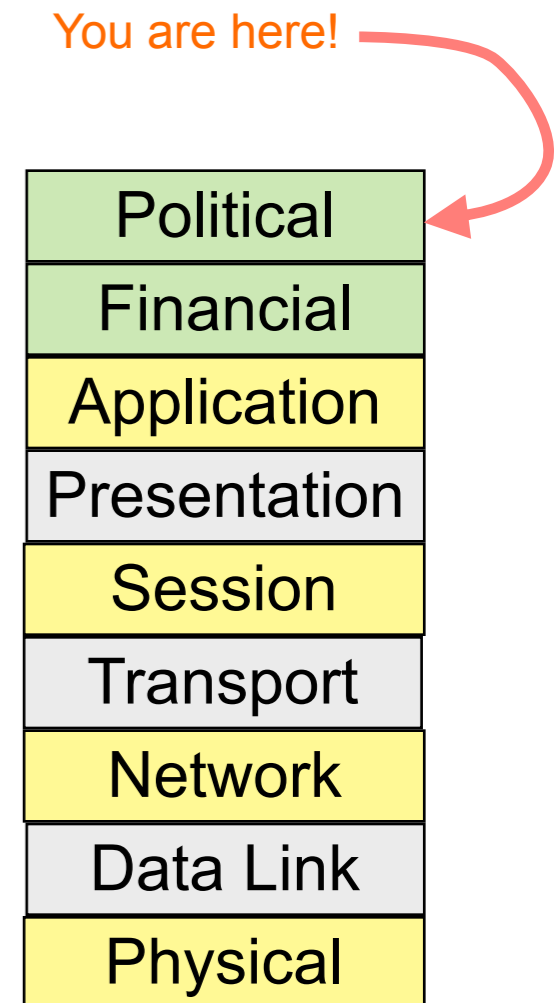 You are here!
Political
Financial
Application
Presentation
Session
Transport
Network
Data Link
Physical